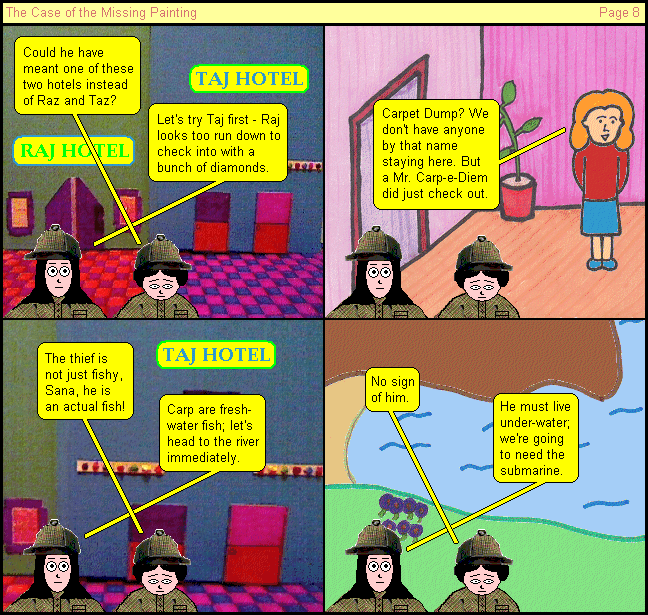 The Case of the Missing Painting
Page 8
Could he have
meant one of these
two hotels instead
of Raz and Taz?
TAJ HOTEL
RAJ HOTEL
Let's try Taj first - Raj
looks too run down to
check into with a
bunch of diamonds.
Carpet Dump? We
don't have anyone
by that name
staying here. But
a Mr. Carp-e-Diem
did just check out.
TAJ HOTEL
The thief is
not just fishy,
Sana, he is
an actual fish!
Carp are fresh-
water fish; let's
head to the river
immediately.
No sign
of him.
He must live
under-water;
we're going
to need the
submarine.